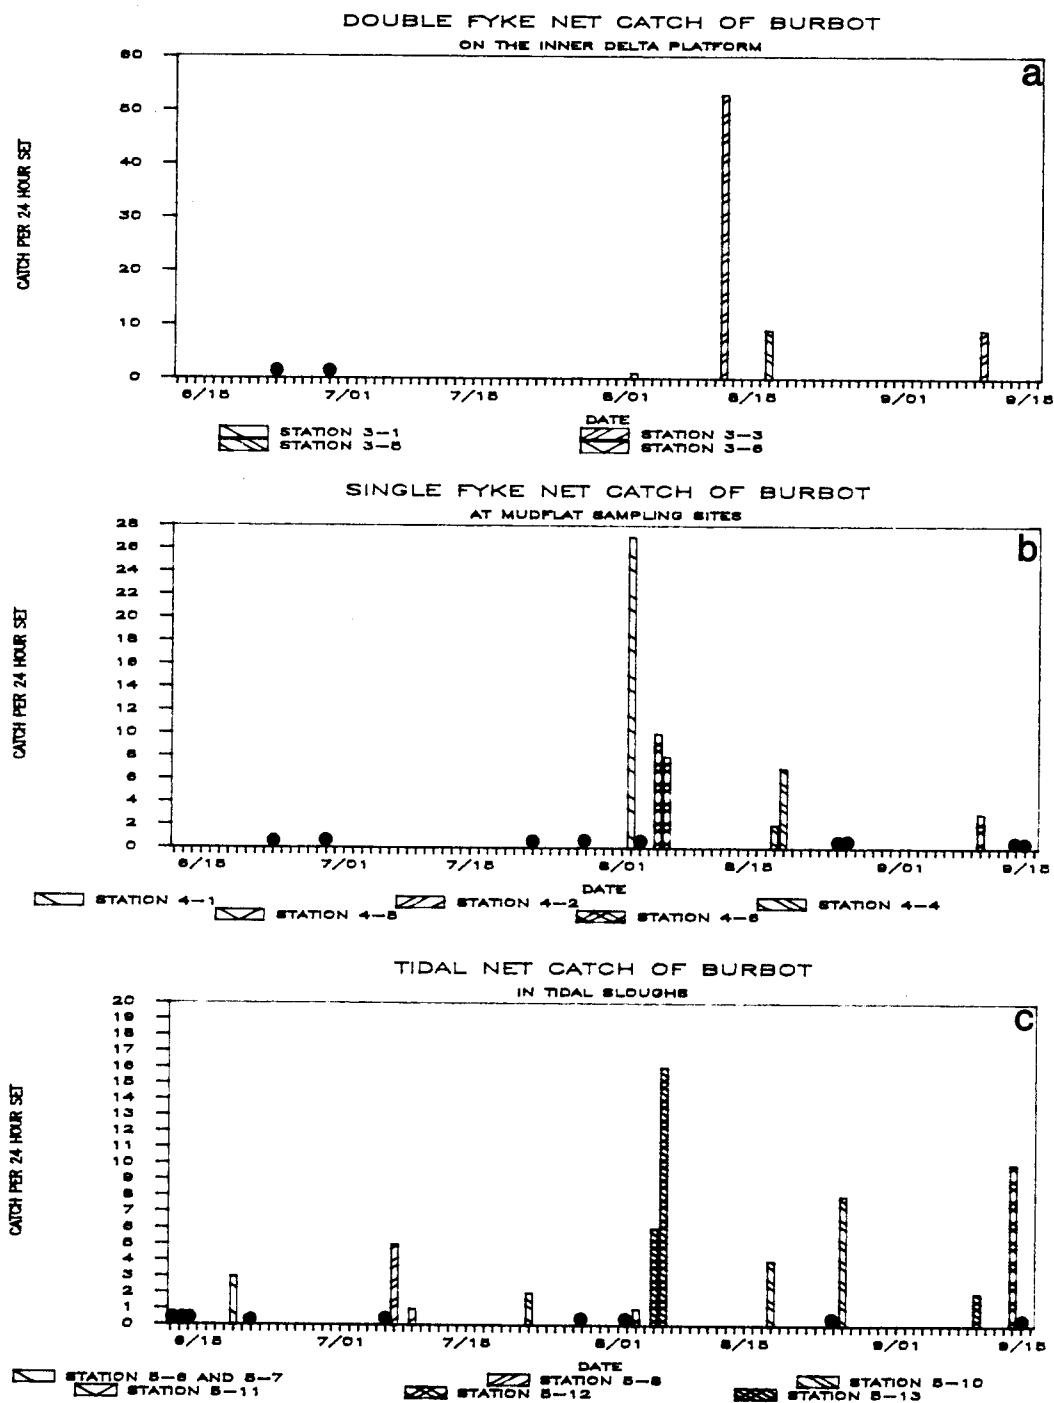 DOUBLE FYKE NET CATCH OF BURBOT
ON THE INNER DELTA PLATFORM
a
CATCH PER 24 HOUR SET
60
50
40
30
20
10
0
6/15 7/01 7/15 8/01 8/15 9/01 9/15
DATE
STATION 3-1 STATION 3-3
STATION 3-5 STATION 3-6
SINGLE FYKE NET CATCH OF BURBOT
AT MUDFLAT SAMPLING SITES
b
CATCH PER 24 HOUR SET
28
26
24
22
20
18
16
14
12
10
8
6
4
2
0
6/15 7/01 7/15 8/01 8/15 9/01 9/15
DATE
STATION 4-1 STATION 4-2 STATION 4-4
STATION 4-5 STATION 4-6
TIDAL NET CATCH OF BURBOT
IN TIDAL SLOUGHS
c
CATCH PER 24 HOUR SET
20
19
18
17
16
15
14
13
12
11
10
9
8
7
6
5
4
3
2
1
0
6/15 7/01 7/15 8/01 8/15 9/01 9/15
DATE
STATION 5-6 AND 5-7 STATION 5-8 STATION 5-10
STATION 5-11 STATION 5-12 STATION 5-13